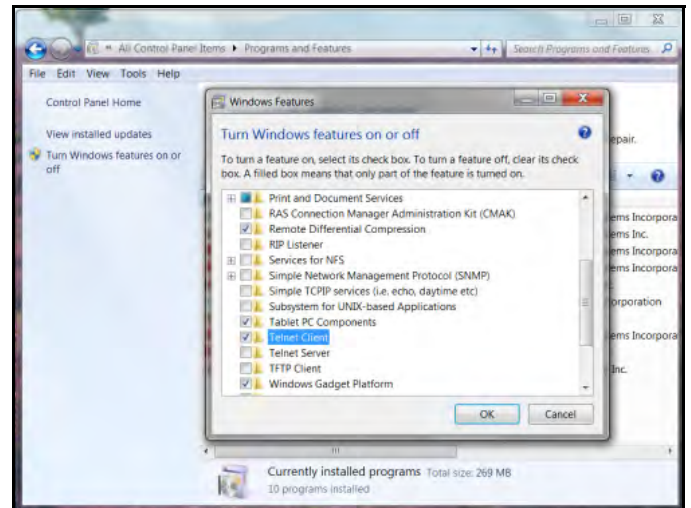 All Control Panel Items ▸ Programs and Features
Search Programs and Features
File Edit View Tools Help
Control Panel Home
View installed updates
Turn Windows features on or
off
Windows Features
Turn Windows features on or off
To turn a feature on, select its check box. To turn a feature off, clear its check
box. A filled box means that only part of the feature is turned on.
Print and Document Services
RAS Connection Manager Administration Kit (CMAK)
Remote Differential Compression
RIP Listener
Services for NFS
Simple Network Management Protocol (SNMP)
Simple TCPIP services (i.e. echo, daytime etc)
Subsystem for UNIX-based Applications
Tablet PC Components
Telnet Client
Telnet Server
TFTP Client
Windows Gadget Platform
OK Cancel
epair.
ems Incorpora
ems Inc.
ems Incorpora
ems Incorpora
orporation
ems Incorpora
Inc.
Currently installed programs Total size: 269 MB
10 programs installed